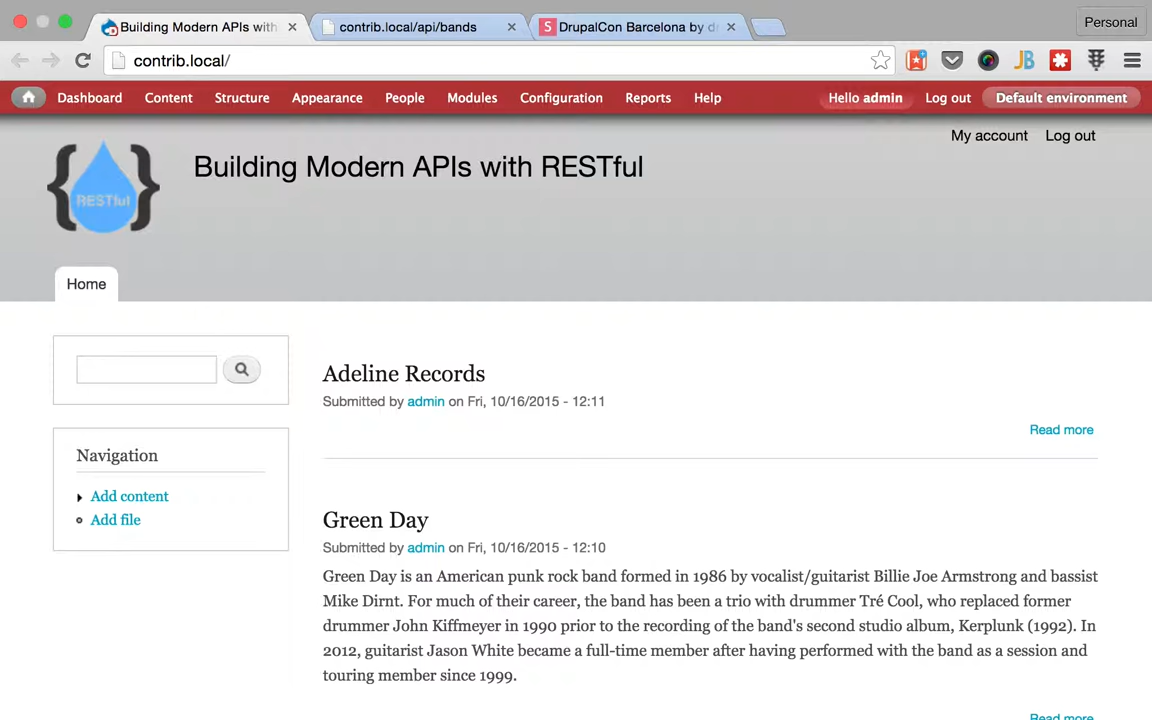 Building Modern APIs with
contrib.local/api/bands
DrupalCon Barcelona by d
Personal
contrib.local/
JB
Dashboard Content Structure Appearance People Modules Configuration Reports Help Hello admin Log out Default environment
My account Log out
Building Modern APIs with RESTful
RESTful
Home
Adeline Records
Submitted by admin on Fri, 10/16/2015 - 12:11
Read more
Navigation
Add content
Add file
Green Day
Submitted by admin on Fri, 10/16/2015 - 12:10
Green Day is an American punk rock band formed in 1986 by vocalist/guitarist Billie Joe Armstrong and bassist
Mike Dirnt. For much of their career, the band has been a trio with drummer Tré Cool, who replaced former
drummer John Kiffmeyer in 1990 prior to the recording of the band's second studio album, Kerplunk (1992). In
2012, guitarist Jason White became a full-time member after having performed with the band as a session and
touring member since 1999.
Read more